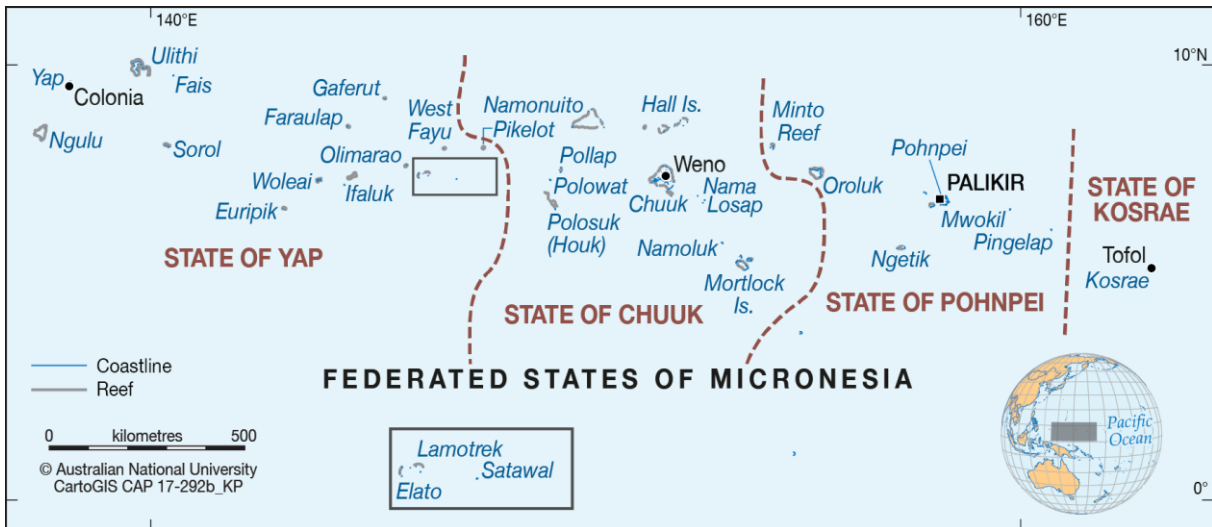 140°E
160°E
10°N
Ulithi
Yap
Fais
Colonia
Gaferut
Faraulap
West
Fayu
Namonuito
Pikelot
Hall Is.
Minto
Reef
Ngulu
Sorol
Olimarao
Woleai
Ifaluk
Euripik
Pollap
Polowat
Polosuk
(Houk)
Weno
Chuuk
Nama
Losap
Namoluk
Mortlock
Is.
Oroluk
Pohnpei
PALIKIR
Mwokil
Pingelap
Ngetik
STATE OF
KOSRAE
Tofol
Kosrae
STATE OF YAP
STATE OF CHUUK
STATE OF POHNPEI
FEDERATED STATES OF MICRONESIA
Coastline
Reef
0 kilometres 500
© Australian National University
CartoGIS CAP 17-292b_KP
Lamotrek
Satawal
Elato
Pacific
Ocean
0°